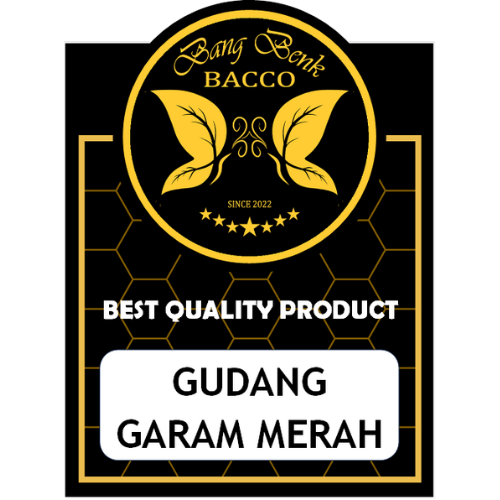 Bang Benk
BACCO
SINCE 2022
BEST QUALITY PRODUCT
GUDANG
GARAM MERAH